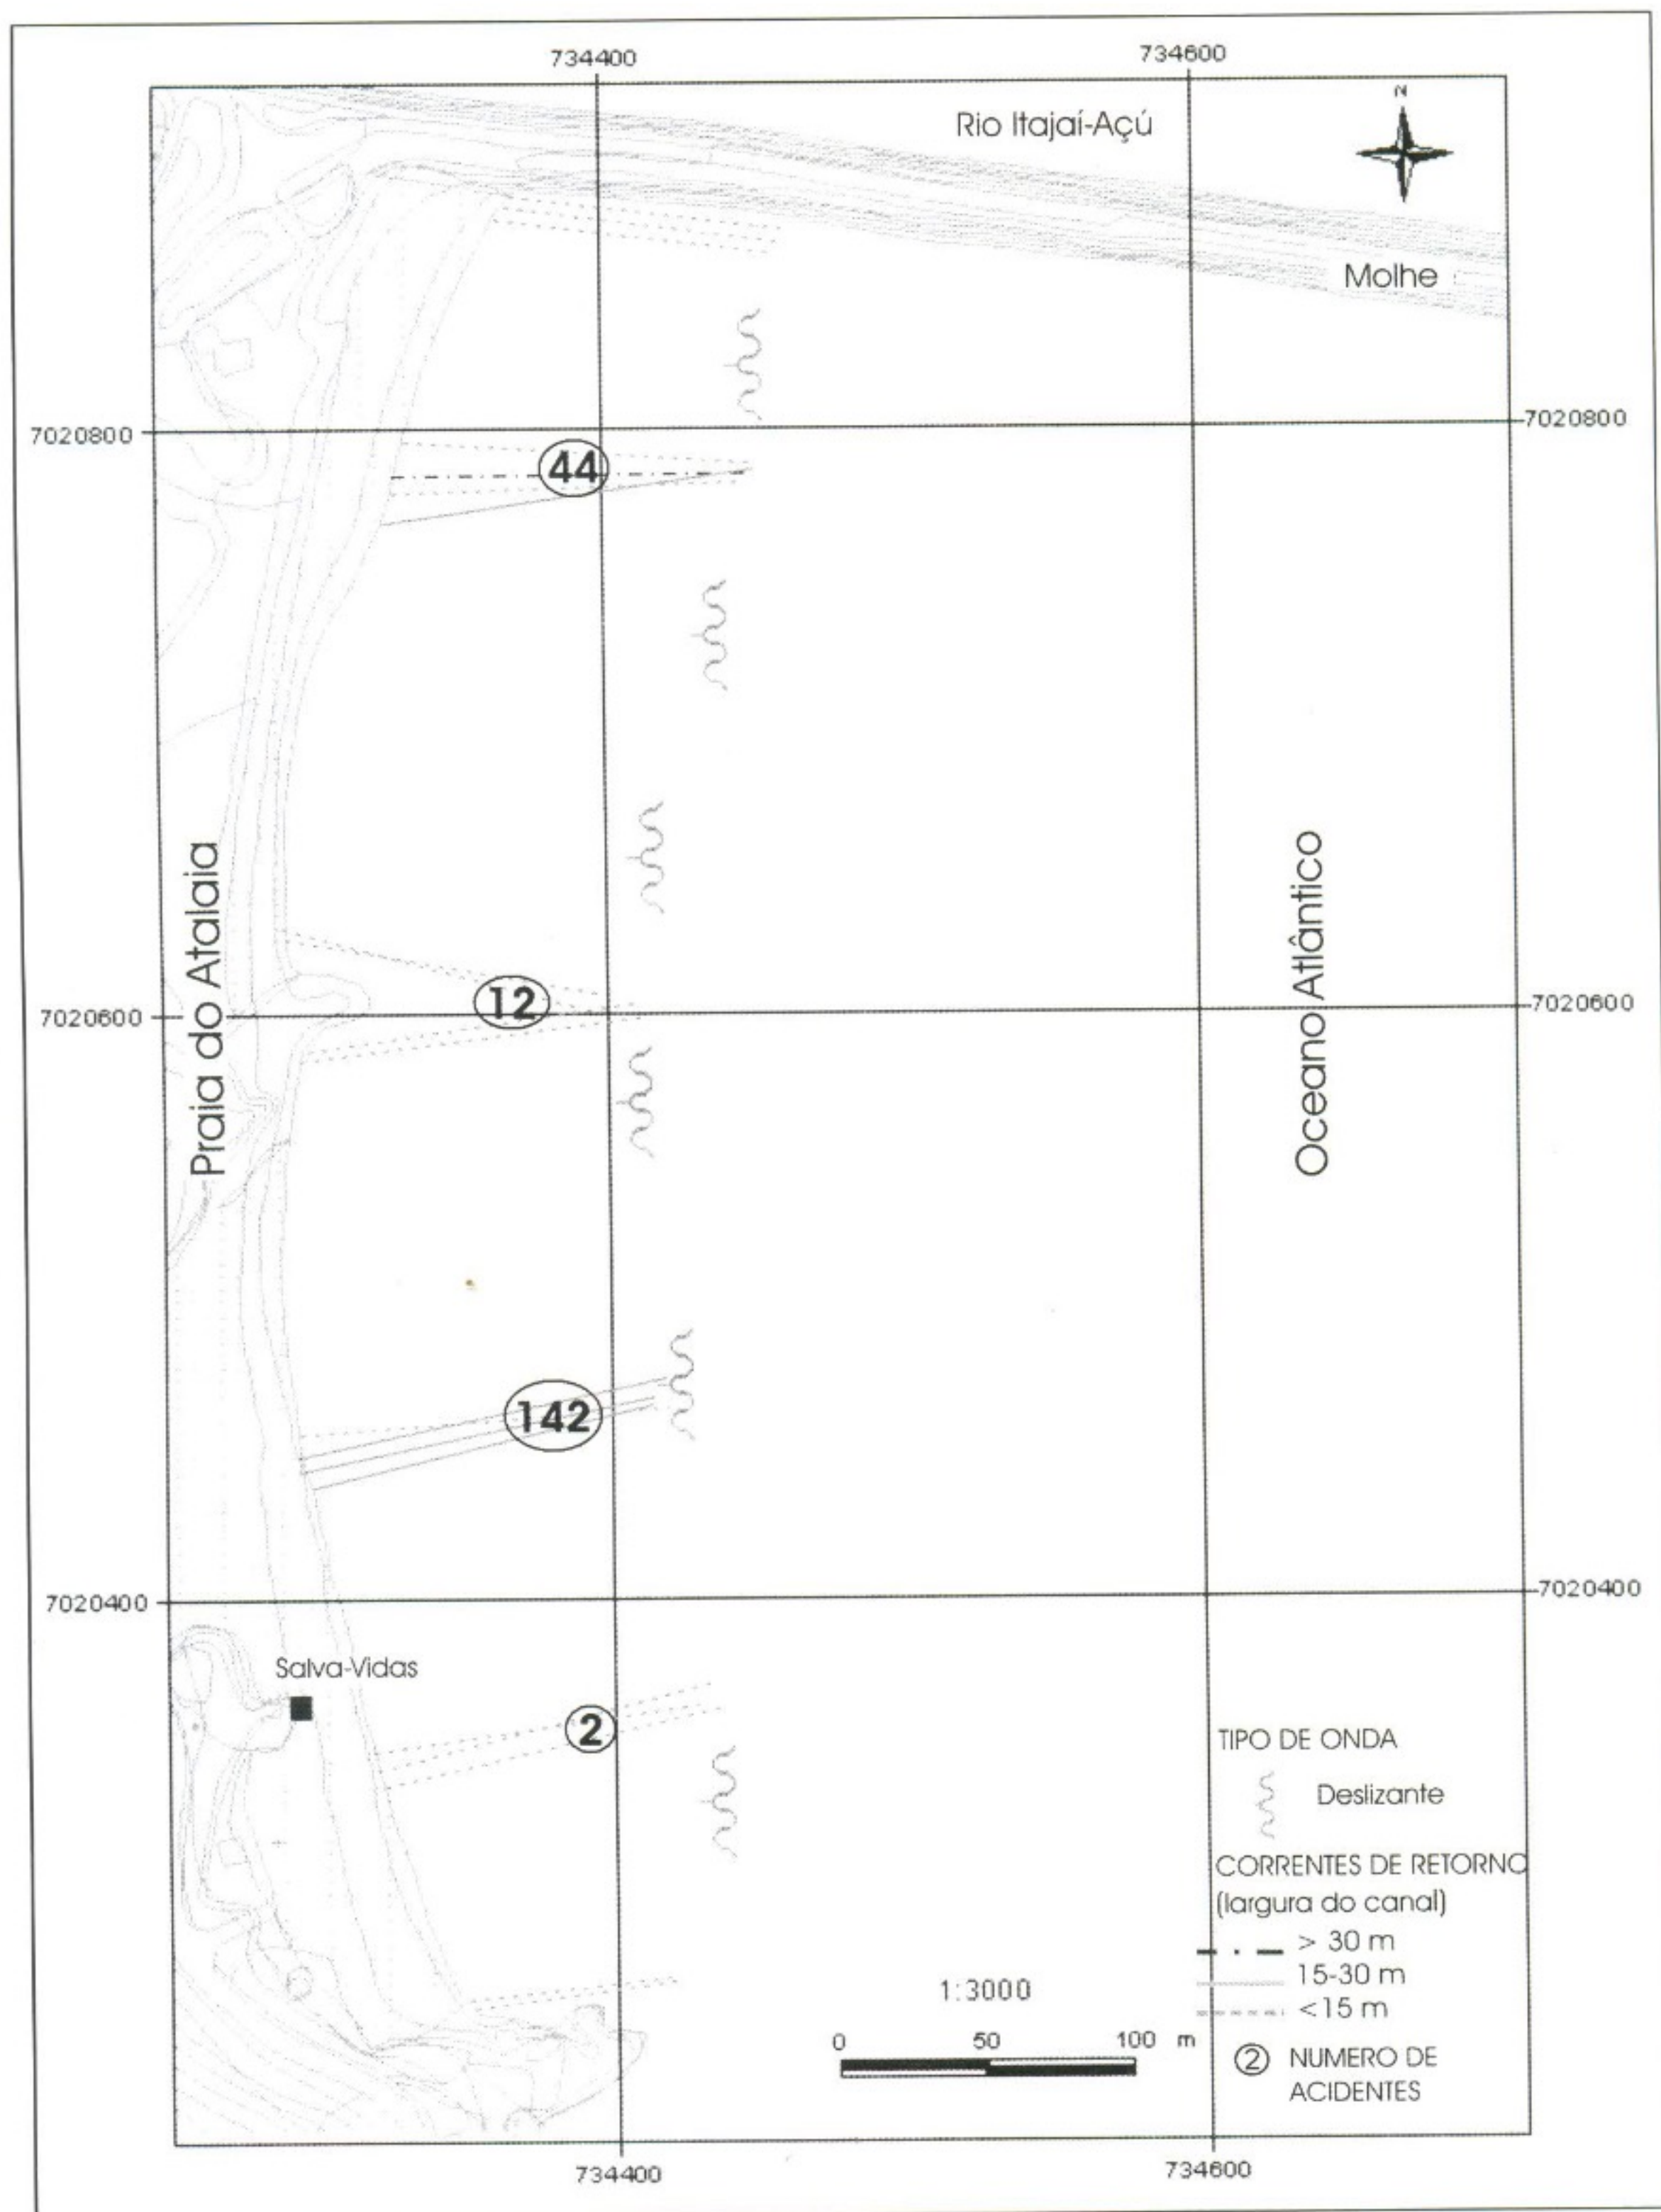 734400
734600
N
Rio Itajaí-Açú
Molhe
7020800
7020800
44
Praia do Atalaia
Oceano Atlântico
12
7020600
7020600
142
7020400
7020400
Salva-Vidas
2
TIPO DE ONDA
Deslizante
CORRENTES DE RETORNO
(largura do canal)
> 30 m
15-30 m
<15 m
1:3000
0 50 100 m
2 NUMERO DE
ACIDENTES
734400
734600